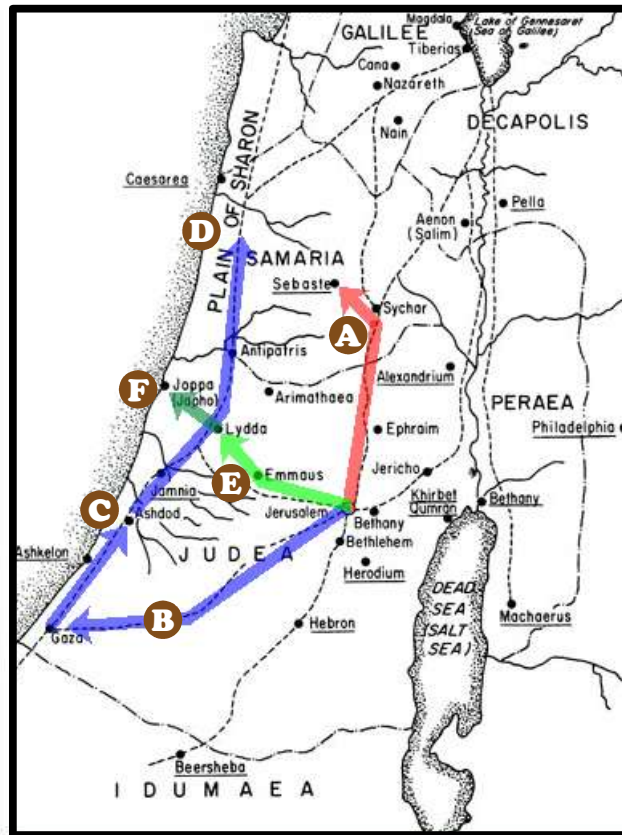 Magdala
Lake of Gennesaret
Sea of Galilee)
GALILEE
Tiberias
Cana
Nazareth
Nain
DECAPOLIS
PLAIN OF SHARON
Caesarea
Pella
Aenon
(Salim)
D
SAMARIA
Sebaste
Sychar
A
Antipatris
F
Joppa
(Japho)
Arimathaea
Alexandrium
PERAEA
Lydda
Ephraim
Philadelphia
E
Emmaus
Jericho
Jamnia
C
Ashdod
Jerusalem
Bethany
Khirbet
Qumran
Bethany
Bethlehem
Ashkelon
JUDEA
Herodium
DEAD
SEA
(SALT
SEA)
Machaerus
B
Gaza
Hebron
Beersheba
IDUMAEA